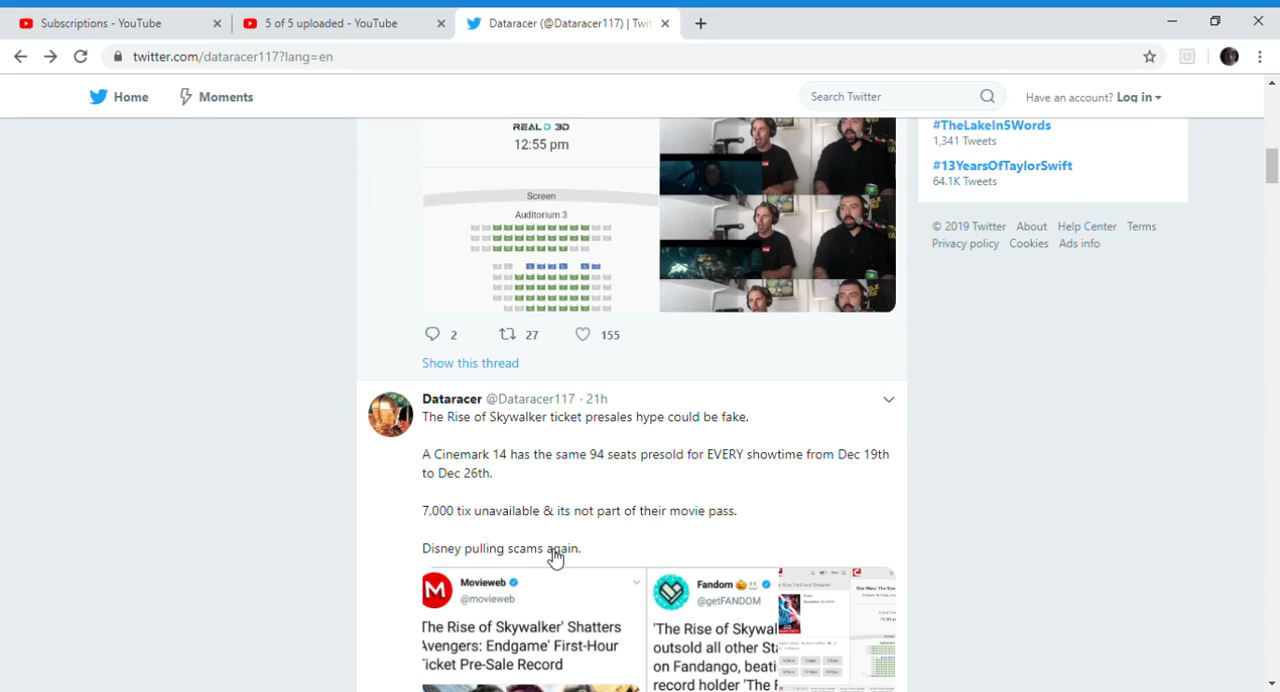 Subscriptions - YouTube
5 of 5 uploaded - YouTube
Dataracer (@Dataracer117) | Twi
twitter.com/dataracer117?lang=en
Home
Moments
Search Twitter
Have an account? Log in
#TheLakeIn5Words
1,341 Tweets
#13YearsOfTaylorSwift
64.1K Tweets
© 2019 Twitter About Help Center Terms
Privacy policy Cookies Ads info
REAL D 3D
12:55 pm
Screen
Auditorium 3
2 27 155
Show this thread
Dataracer @Dataracer117 · 21h
The Rise of Skywalker ticket presales hype could be fake.
A Cinemark 14 has the same 94 seats presold for EVERY showtime from Dec 19th
to Dec 26th.
7,000 tix unavailable & its not part of their movie pass.
Disney pulling scams again.
Movieweb
@movieweb
The Rise of Skywalker' Shatters
Avengers: Endgame' First-Hour
Ticket Pre-Sale Record
Fandom
@getFANDOM
'The Rise of Skywa
outsold all other Sta
on Fandango, beati
record holder 'The F